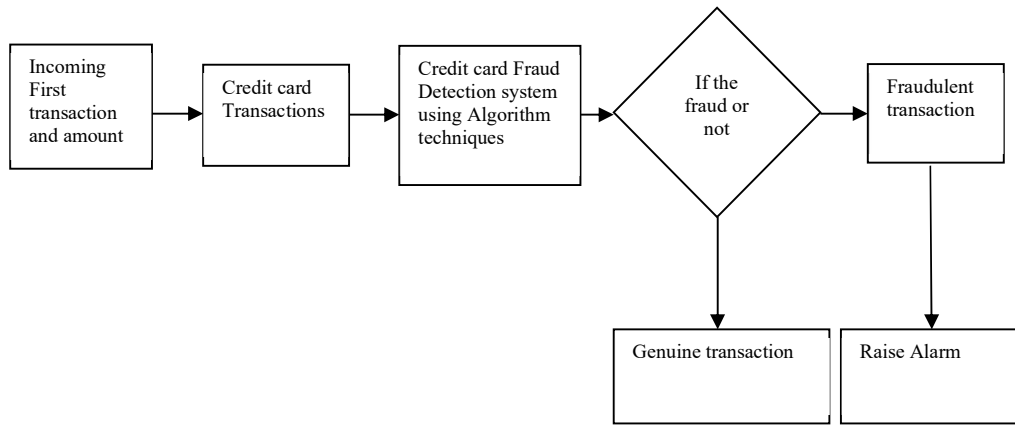 Incoming
First
transaction
and amount
Credit card
Transactions
Credit card Fraud
Detection system
using Algorithm
techniques
If the
fraud or
not
Fraudulent
transaction
Genuine transaction
Raise Alarm